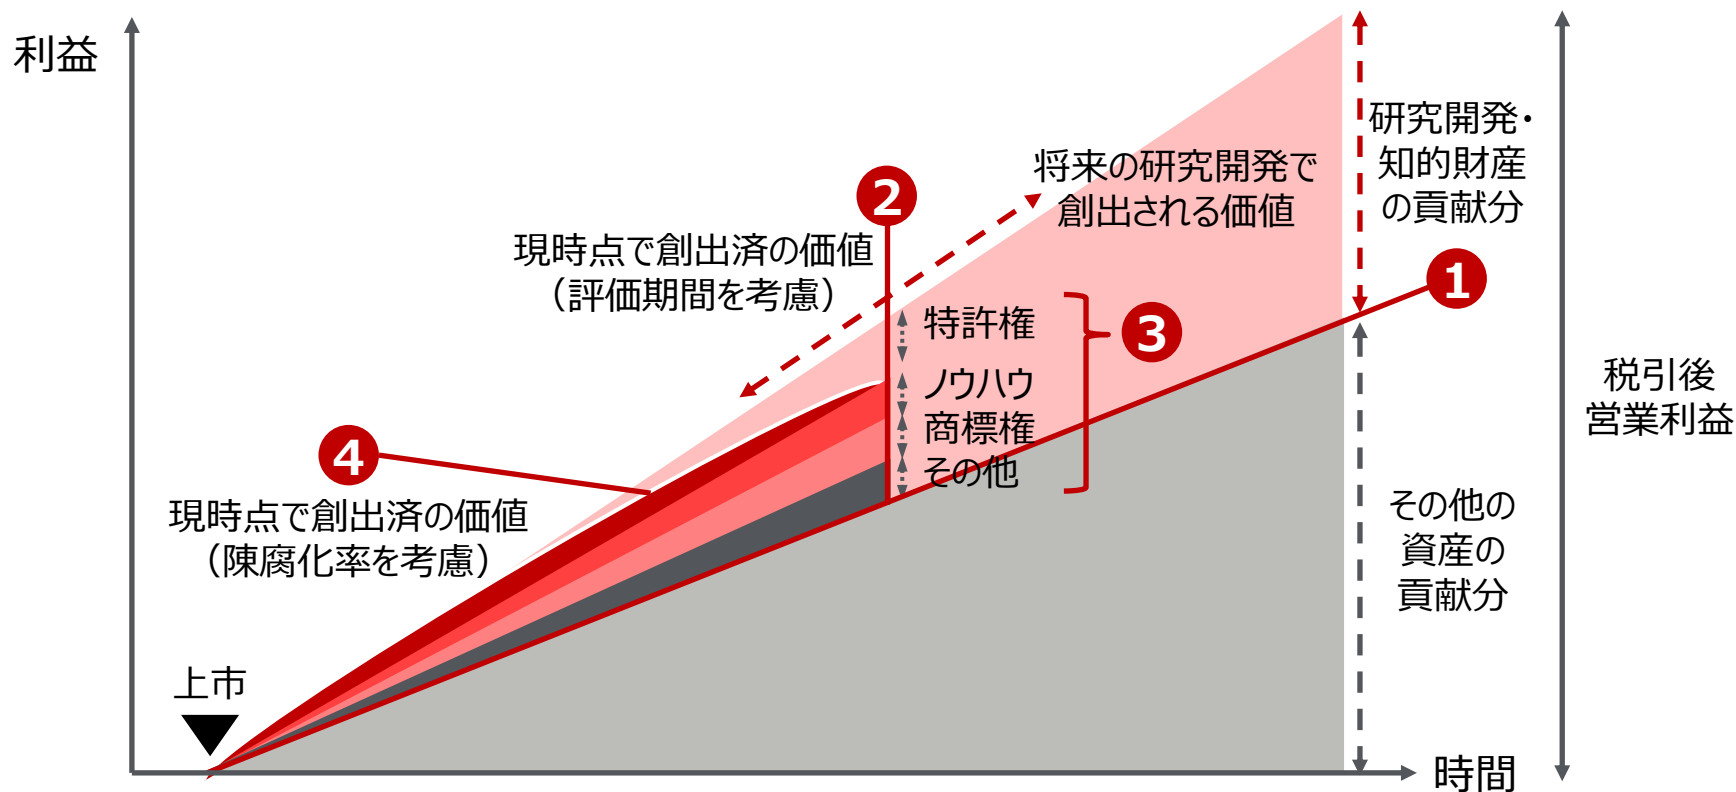 利益
研究開発・
知的財産
の貢献分
将来の研究開発で
創出される価値
2
現時点で創出済の価値
（評価期間を考慮）
1
特許権
3
ノウハウ
商標権
その他
税引後
営業利益
4
現時点で創出済の価値
（陳腐化率を考慮）
その他の
資産の
貢献分
上市
時間